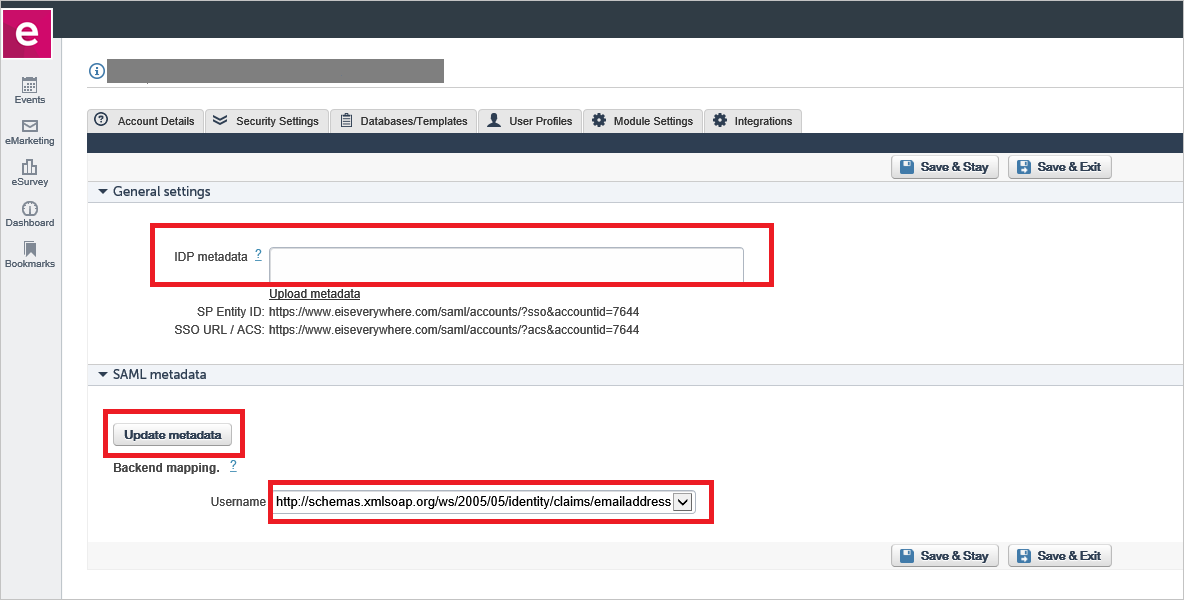 e
Events
eMarketing
eSurvey
Dashboard
Bookmarks
Account Details Security Settings Databases/Templates User Profiles Module Settings Integrations
Save & Stay Save & Exit
General settings
IDP metadata ?
Upload metadata
SP Entity ID: https://www.eiseverywhere.com/saml/accounts/?sso&accountid=7644
SSO URL / ACS: https://www.eiseverywhere.com/saml/accounts/?acs&accountid=7644
SAML metadata
Update metadata
Backend mapping. ?
Username http://schemas.xmlsoap.org/ws/2005/05/identity/claims/emailaddress
Save & Stay Save & Exit